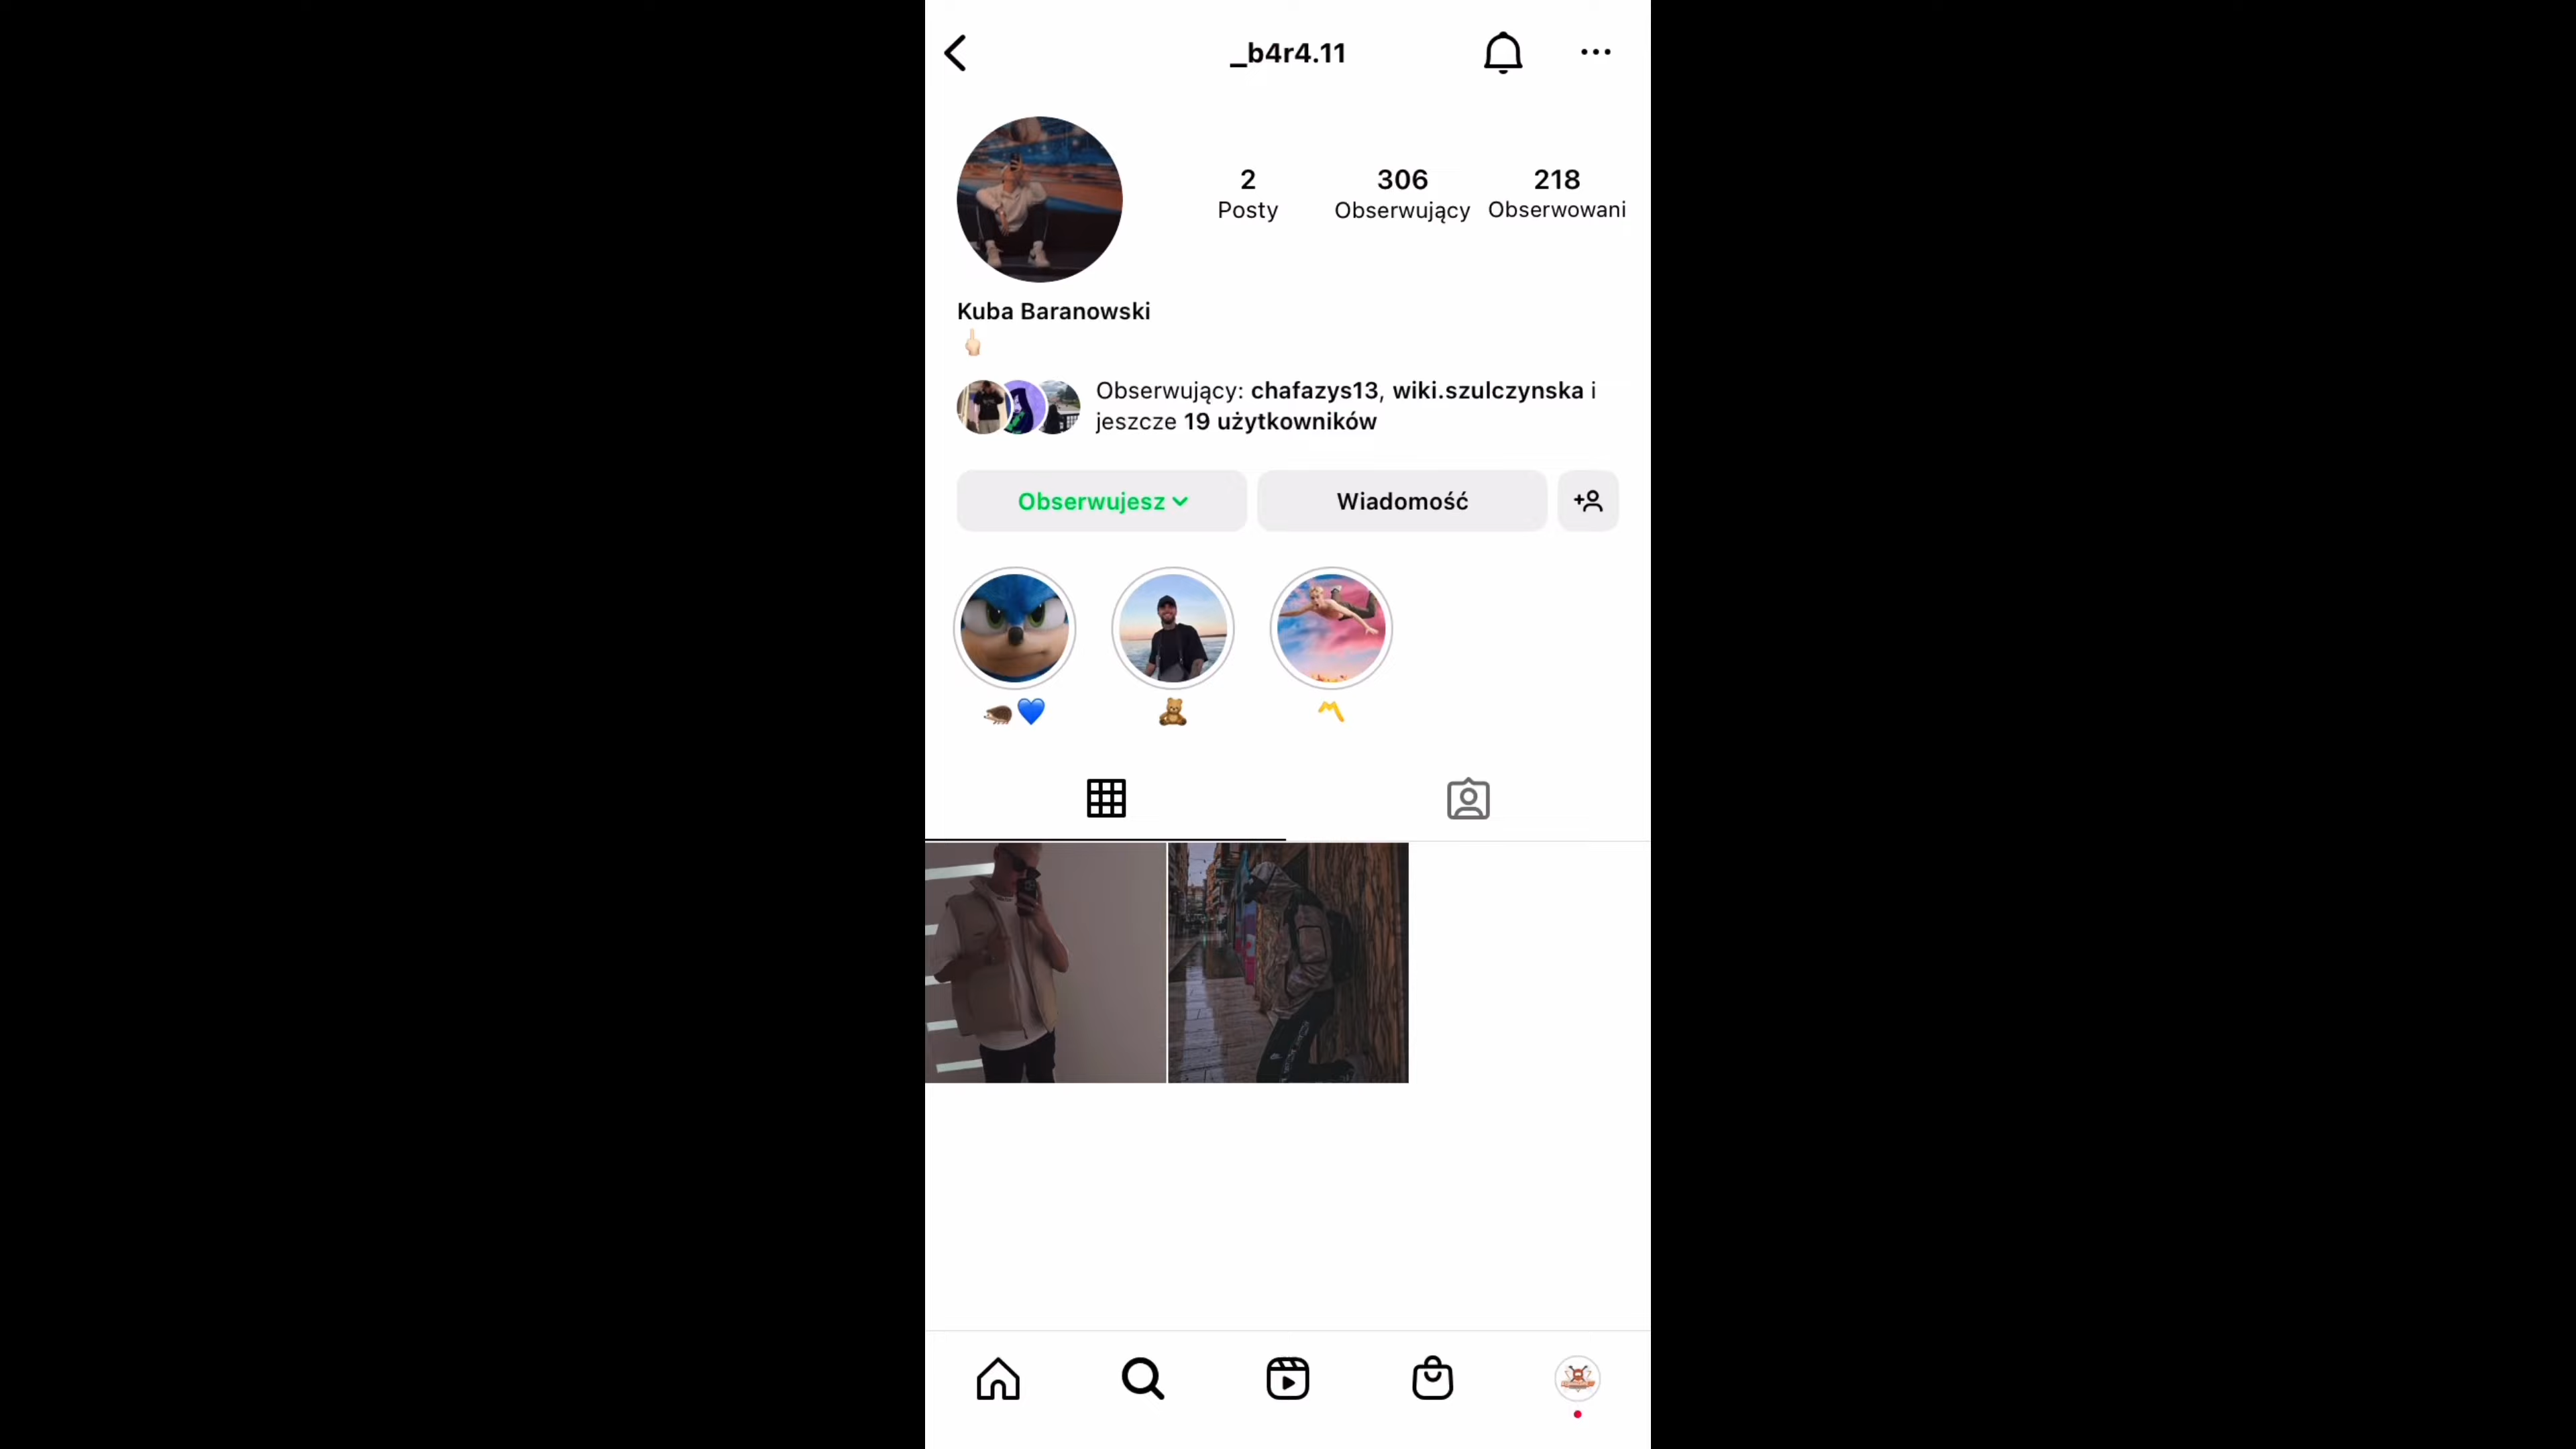 _b4r4.11
2
Posty
306
Obserwujący
218
Obserwowani
Kuba Baranowski
🖕🏻
Obserwujący: chafazys13, wiki.szulczynska i
jeszcze 19 użytkowników
Obserwujesz
Wiadomość
🦔💙
🧸
〽️